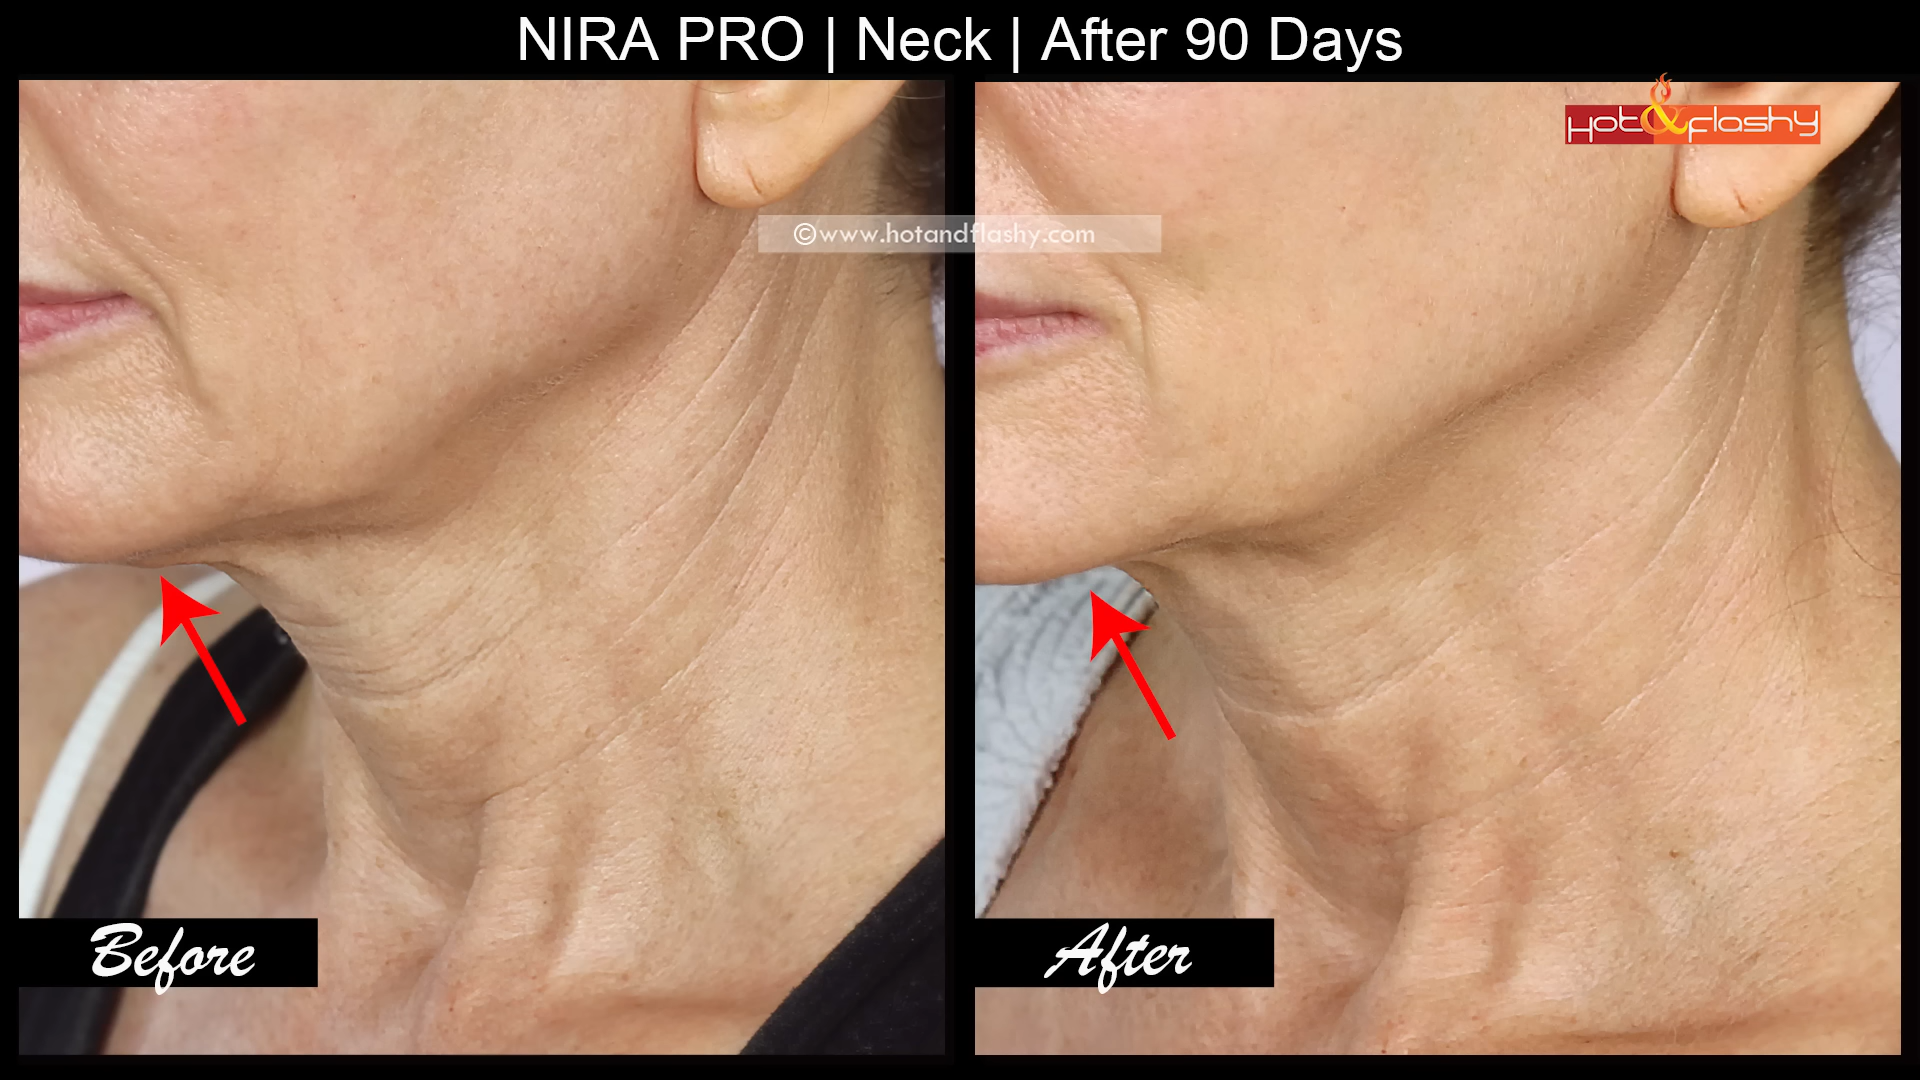 NIRA PRO | Neck | After 90 Days
Hot&flashy
©www.hotandflashy.com
Before
After